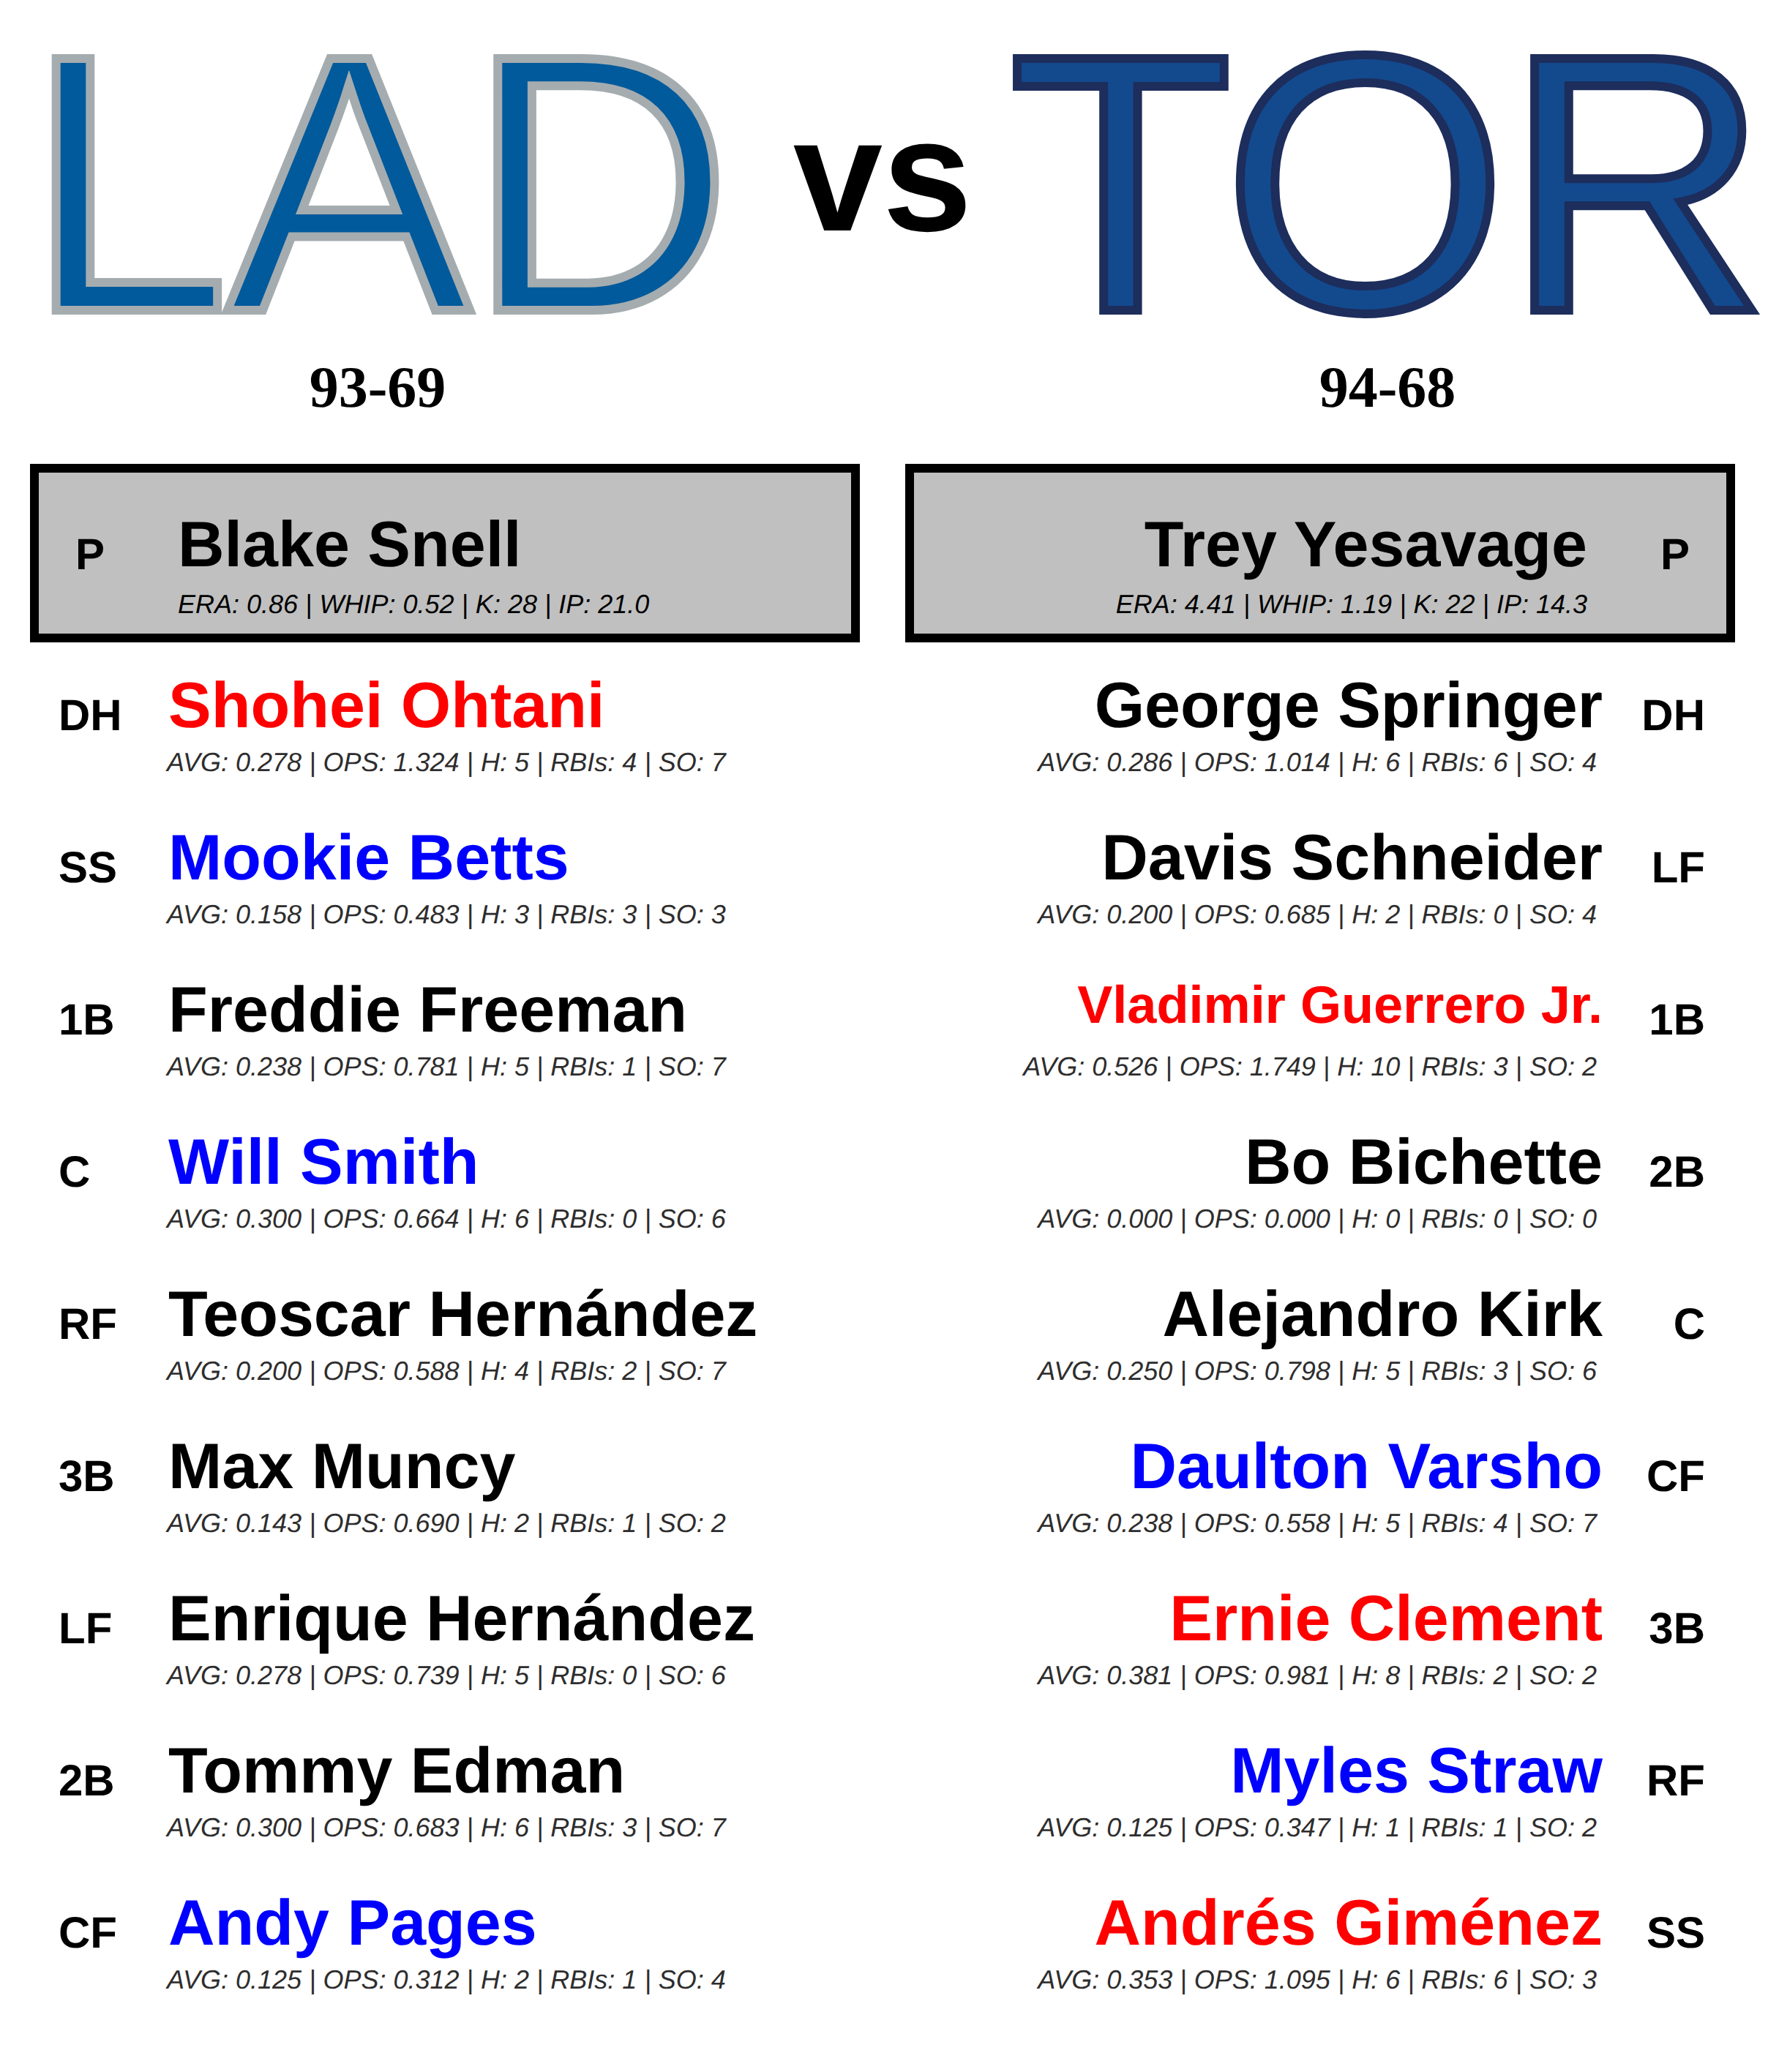 LAD vs TOR
93-69
94-68
P Blake Snell
ERA: 0.86 | WHIP: 0.52 | K: 28 | IP: 21.0
Trey Yesavage P
ERA: 4.41 | WHIP: 1.19 | K: 22 | IP: 14.3
DH Shohei Ohtani
AVG: 0.278 | OPS: 1.324 | H: 5 | RBIs: 4 | SO: 7
SS Mookie Betts
AVG: 0.158 | OPS: 0.483 | H: 3 | RBIs: 3 | SO: 3
1B Freddie Freeman
AVG: 0.238 | OPS: 0.781 | H: 5 | RBIs: 1 | SO: 7
C Will Smith
AVG: 0.300 | OPS: 0.664 | H: 6 | RBIs: 0 | SO: 6
RF Teoscar Hernández
AVG: 0.200 | OPS: 0.588 | H: 4 | RBIs: 2 | SO: 7
3B Max Muncy
AVG: 0.143 | OPS: 0.690 | H: 2 | RBIs: 1 | SO: 2
LF Enrique Hernández
AVG: 0.278 | OPS: 0.739 | H: 5 | RBIs: 0 | SO: 6
2B Tommy Edman
AVG: 0.300 | OPS: 0.683 | H: 6 | RBIs: 3 | SO: 7
CF Andy Pages
AVG: 0.125 | OPS: 0.312 | H: 2 | RBIs: 1 | SO: 4
George Springer DH
AVG: 0.286 | OPS: 1.014 | H: 6 | RBIs: 6 | SO: 4
Davis Schneider LF
AVG: 0.200 | OPS: 0.685 | H: 2 | RBIs: 0 | SO: 4
Vladimir Guerrero Jr. 1B
AVG: 0.526 | OPS: 1.749 | H: 10 | RBIs: 3 | SO: 2
Bo Bichette 2B
AVG: 0.000 | OPS: 0.000 | H: 0 | RBIs: 0 | SO: 0
Alejandro Kirk C
AVG: 0.250 | OPS: 0.798 | H: 5 | RBIs: 3 | SO: 6
Daulton Varsho CF
AVG: 0.238 | OPS: 0.558 | H: 5 | RBIs: 4 | SO: 7
Ernie Clement 3B
AVG: 0.381 | OPS: 0.981 | H: 8 | RBIs: 2 | SO: 2
Myles Straw RF
AVG: 0.125 | OPS: 0.347 | H: 1 | RBIs: 1 | SO: 2
Andrés Giménez SS
AVG: 0.353 | OPS: 1.095 | H: 6 | RBIs: 6 | SO: 3